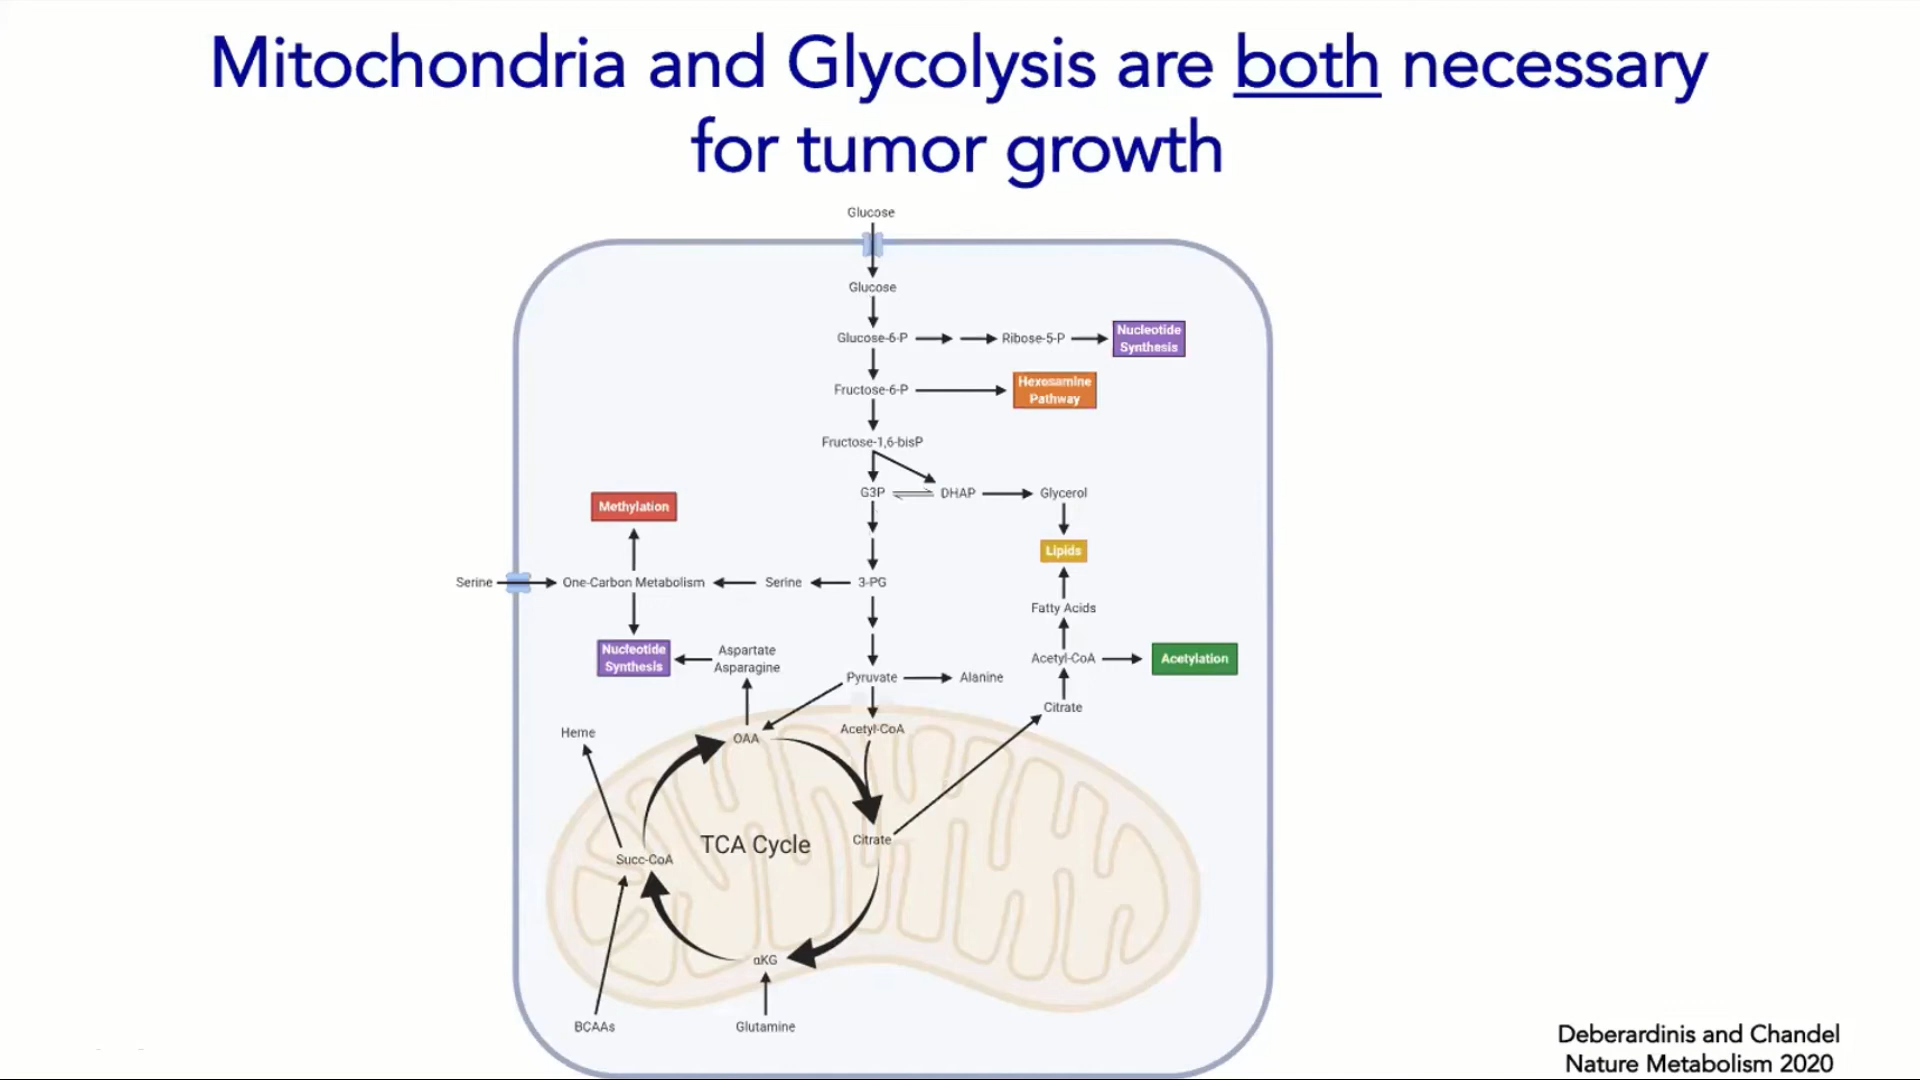 Mitochondria and Glycolysis are both necessary
for tumor growth
Glucose
Glucose
Glucose-6-P
Ribose-5-P
Nucleotide
Synthesis
Fructose-6-P
Hexosamine
Pathway
Fructose-1,6-bisP
G3P
DHAP
Glycerol
Methylation
Lipids
Serine
One-Carbon Metabolism
Serine
3-PG
Fatty Acids
Nucleotide
Synthesis
Aspartate
Asparagine
Acetyl-CoA
Acetylation
Pyruvate
Alanine
Citrate
Heme
OAA
Acetyl-CoA
TCA Cycle
Citrate
Succ-CoA
αKG
BCAAs
Glutamine
Deberardinis and Chandel
Nature Metabolism 2020